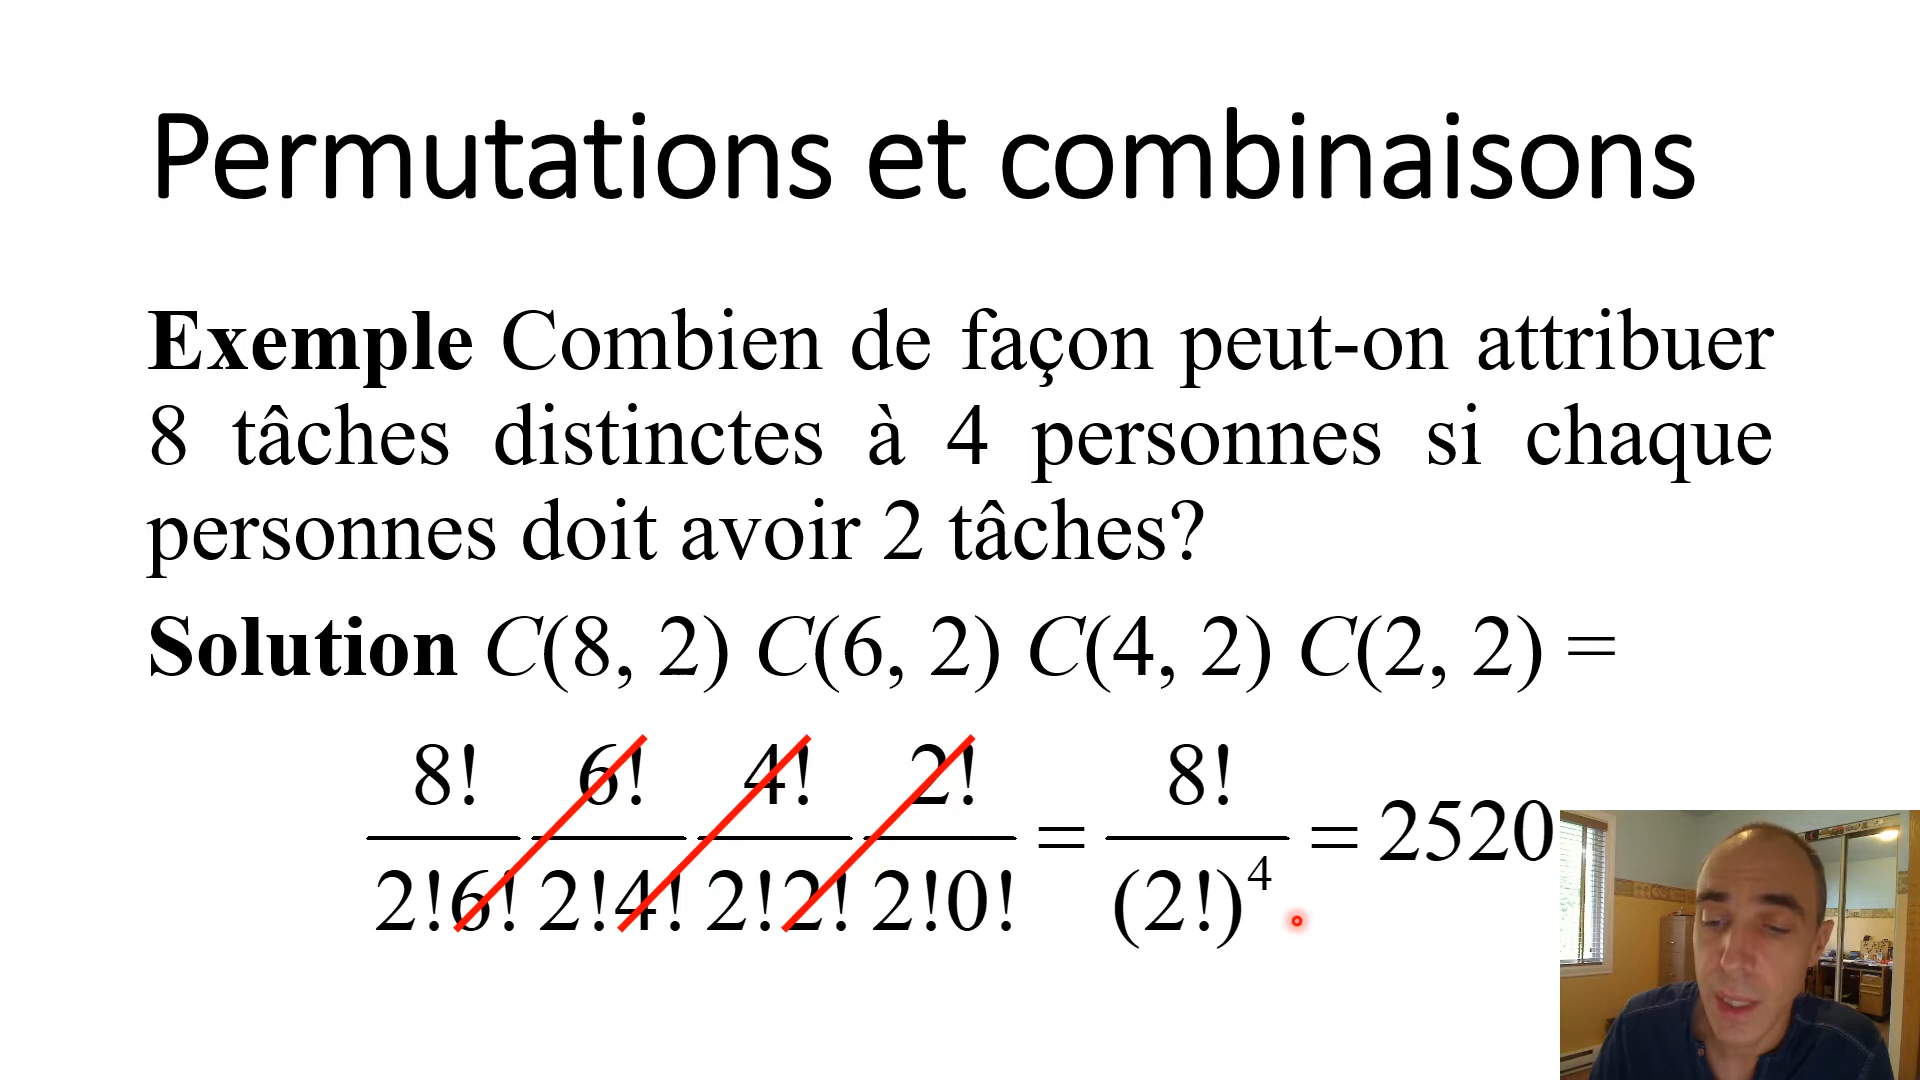 Permutations et combinaisons
Exemple Combien de façon peut-on attribuer
8 tâches distinctes à 4 personnes si chaque
personnes doit avoir 2 tâches?
Solution C(8, 2) C(6, 2) C(4, 2) C(2, 2) =
8! 6! 4! 2! 8!
= = 2520
2!6! 2!4! 2!2! 2!0! (2!)⁴